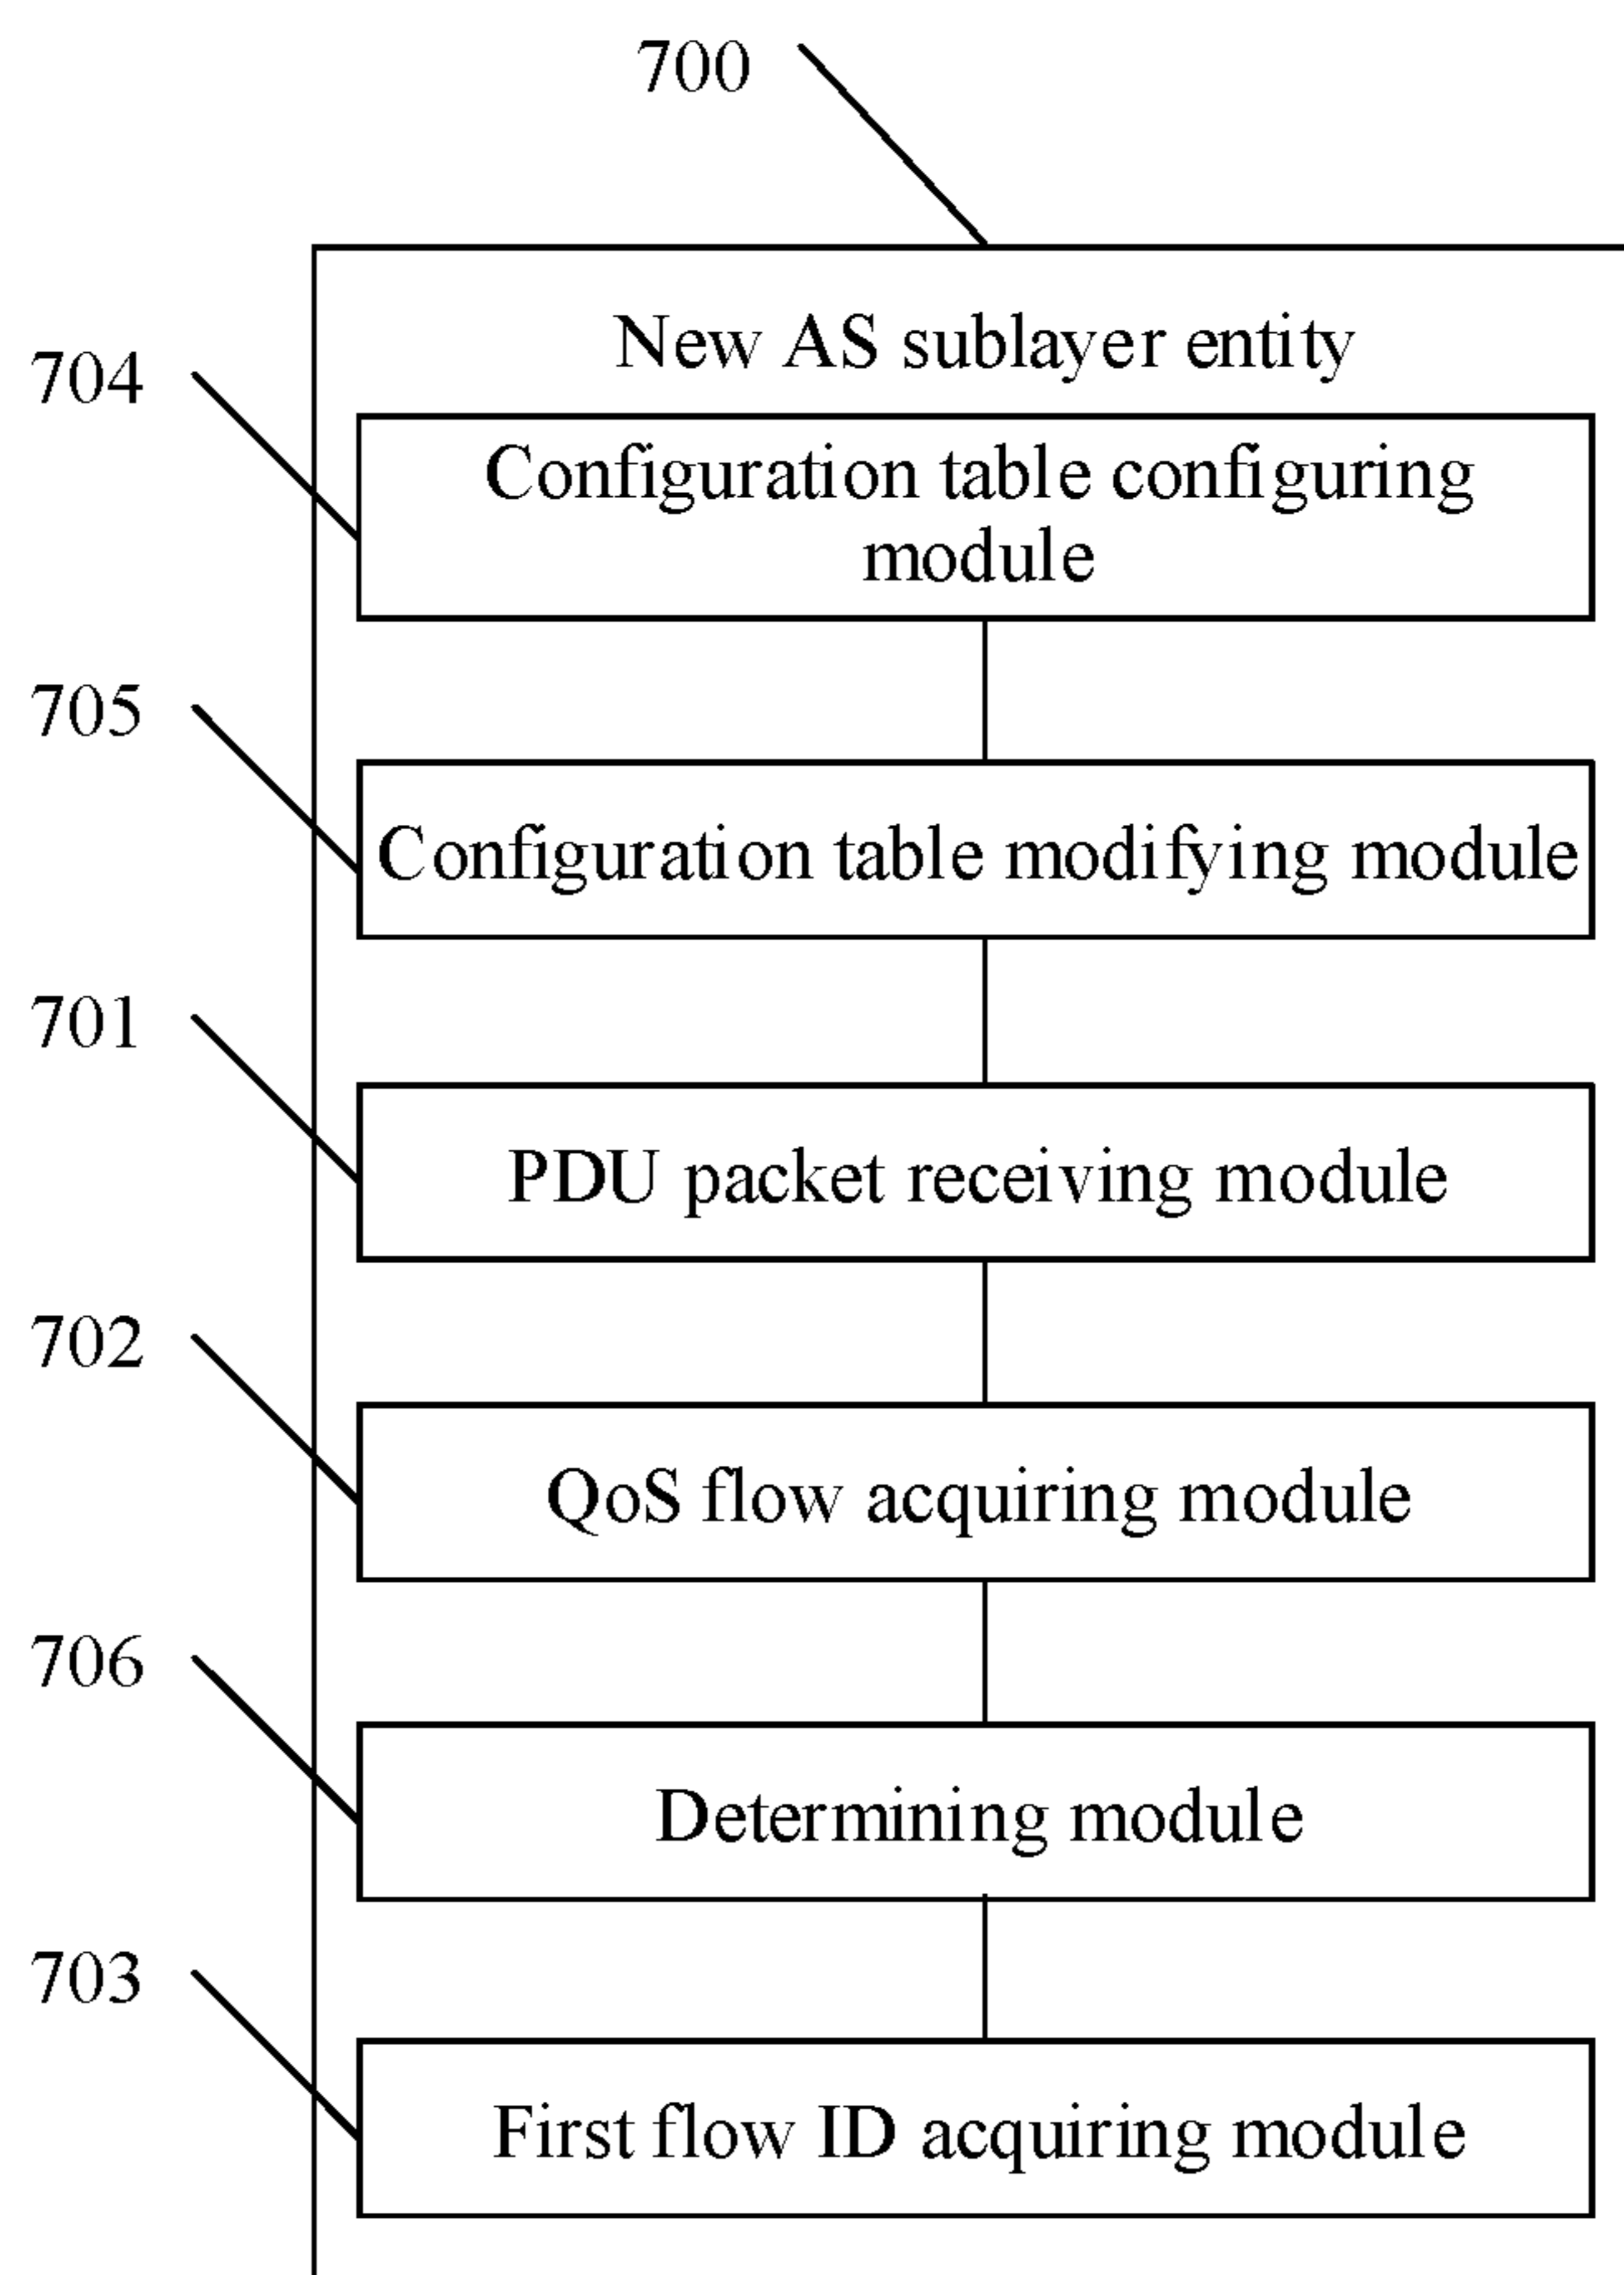 700
New AS sublayer entity
704
Configuration table configuring
module
705
Configuration table modifying module
701
PDU packet receiving module
702
QoS flow acquiring module
706
Determining module
703
First flow ID acquiring module